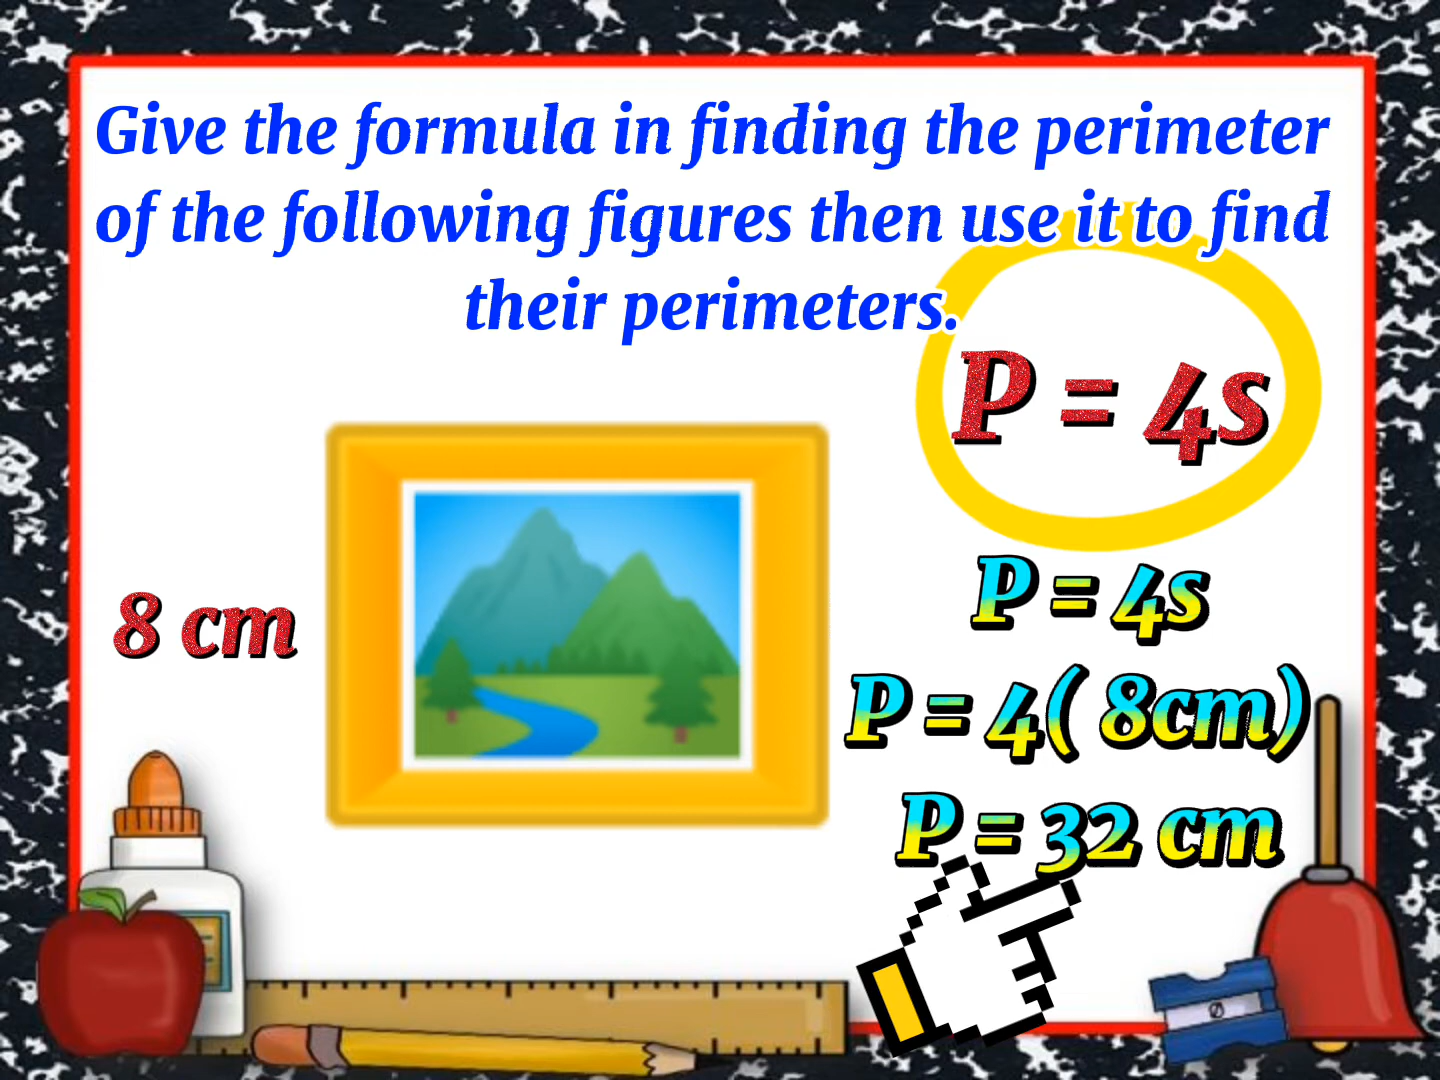 Give the formula in finding the perimeter
of the following figures then use it to find
their perimeters.
P = 4s
8 cm
P = 4s
P = 4( 8cm)
P = 32 cm